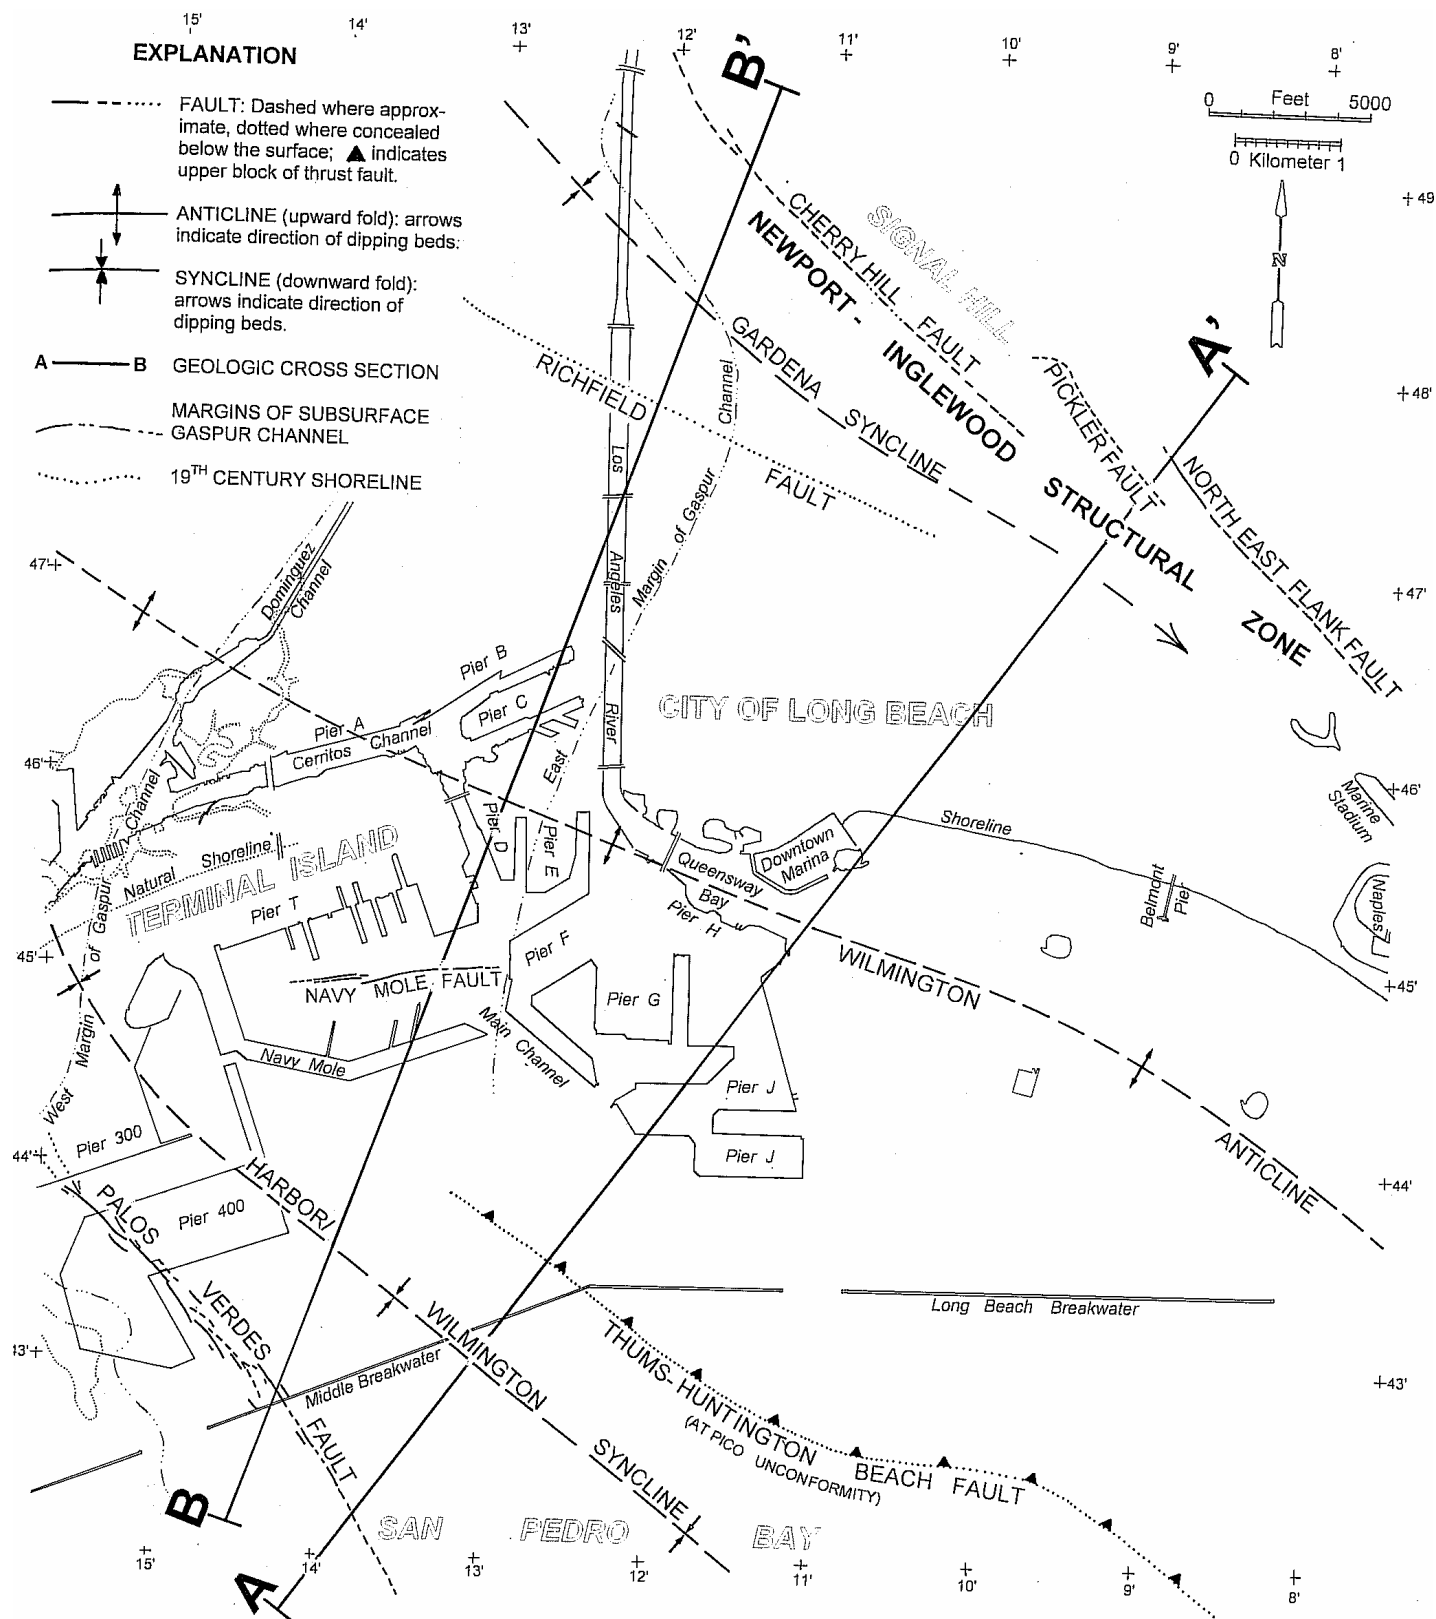 15'
14'
13'
12'
11'
10'
9'
8'
EXPLANATION
FAULT: Dashed where approx-
imate, dotted where concealed
below the surface; ▲ indicates
upper block of thrust fault.
ANTICLINE (upward fold): arrows
indicate direction of dipping beds.
SYNCLINE (downward fold):
arrows indicate direction of
dipping beds.
A B GEOLOGIC CROSS SECTION
MARGINS OF SUBSURFACE
GASPUR CHANNEL
19TH CENTURY SHORELINE
0 Feet 5000
0 Kilometer 1
N
B'
A'
49
48'
47'
46'
45'
44'
43'
CHERRY HILL FAULT
SIGNAL HILL
NEWPORT - INGLEWOOD STRUCTURAL ZONE
GARDENA SYNCLINE
RICHFIELD FAULT
PICKLER FAULT
NORTH EAST FLANK FAULT
Los Angeles River
East Margin of Gaspur Channel
Dominguez
Channel
47'
46'
45'
44'
43'
Pier B
Pier C
Pier A
Cerritos Channel
CITY OF LONG BEACH
Pier D
Pier E
Natural Shoreline
TERMINAL ISLAND
Pier T
West Margin of Gaspur Channel
Queensway
Bay
Downtown
Marina
Shoreline
Marine
Stadium
Belmont
Pier
Naples
Pier H
Pier F
Pier G
NAVY MOLE FAULT
Navy Mole
Main Channel
WILMINGTON ANTICLINE
Pier J
Pier J
Pier 300
Pier 400
PALOS VERDES FAULT
HARBOR/ WILMINGTON SYNCLINE
Middle Breakwater
Long Beach Breakwater
THUMS-HUNTINGTON BEACH FAULT
(AT PICO UNCONFORMITY)
SAN PEDRO BAY
B
A
15'
14'
13'
12'
11'
10'
9'
8'